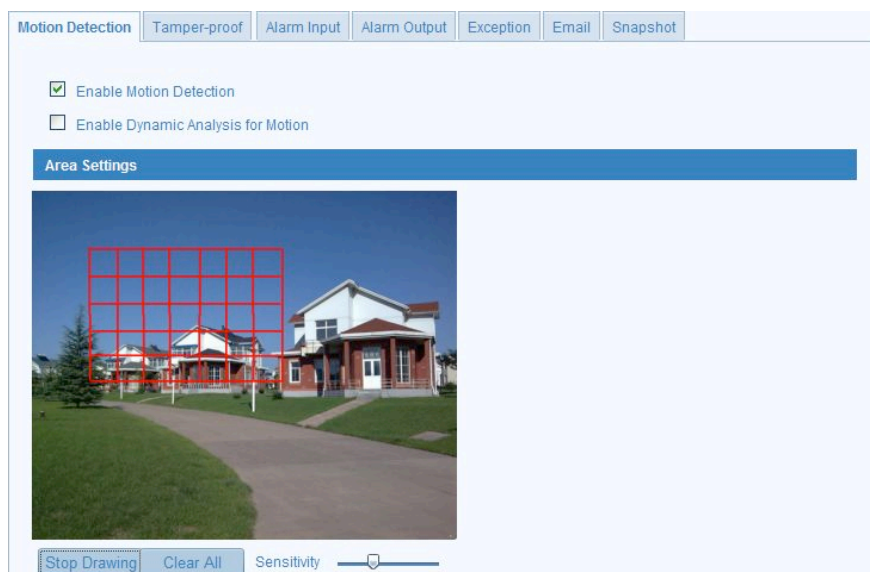 Motion Detection Tamper-proof Alarm Input Alarm Output Exception Email Snapshot
Enable Motion Detection
Enable Dynamic Analysis for Motion
Area Settings
Stop Drawing Clear All Sensitivity